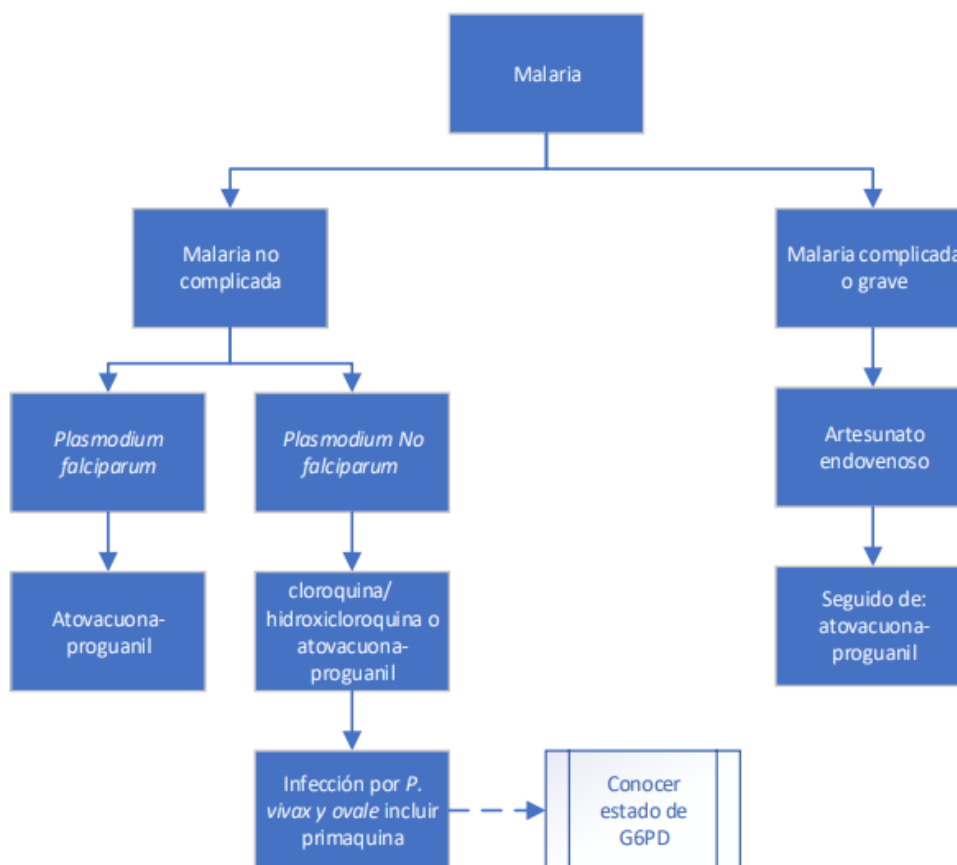 Malaria
Malaria no
complicada
Malaria complicada
o grave
Plasmodium
falciparum
Plasmodium No
falciparum
Artesunato
endovenoso
Atovacuona-
proguanil
cloroquina/
hidroxicloroquina o
atovacuona-
proguanil
Seguido de:
atovacuona-
proguanil
Infección por P.
vivax y ovale incluir
primaquina
Conocer
estado de
G6PD